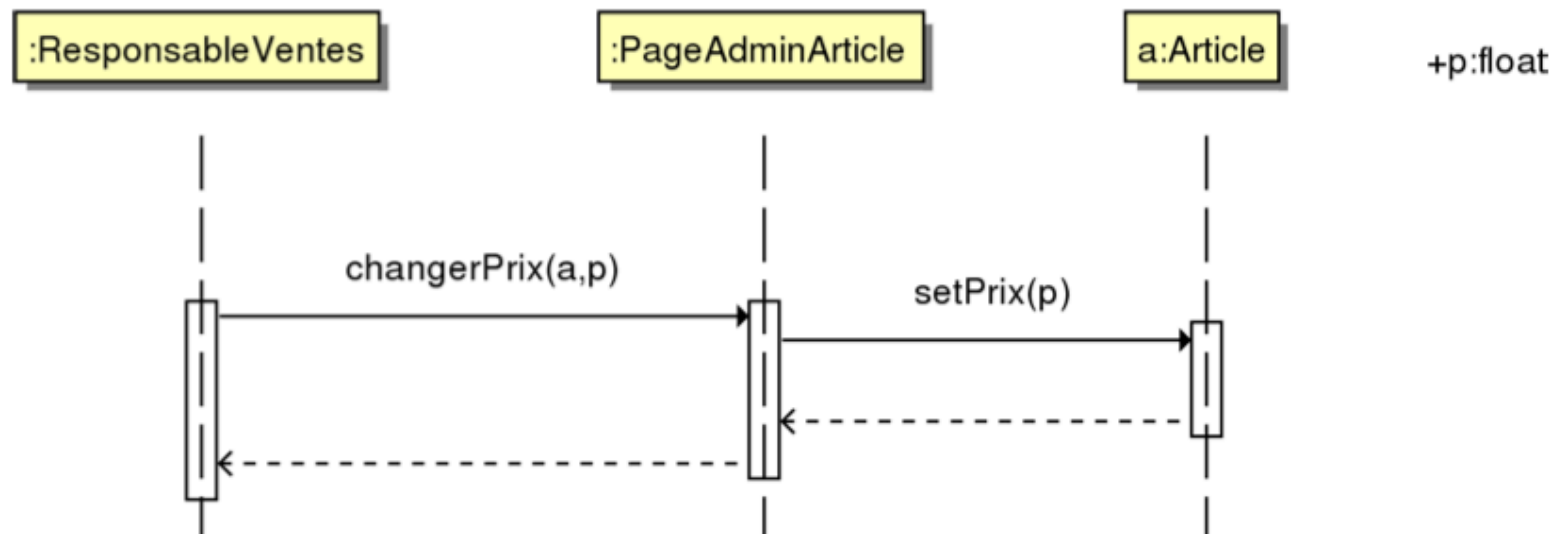 :ResponsableVentes
:PageAdminArticle
a:Article
+p:float
changerPrix(a,p)
setPrix(p)